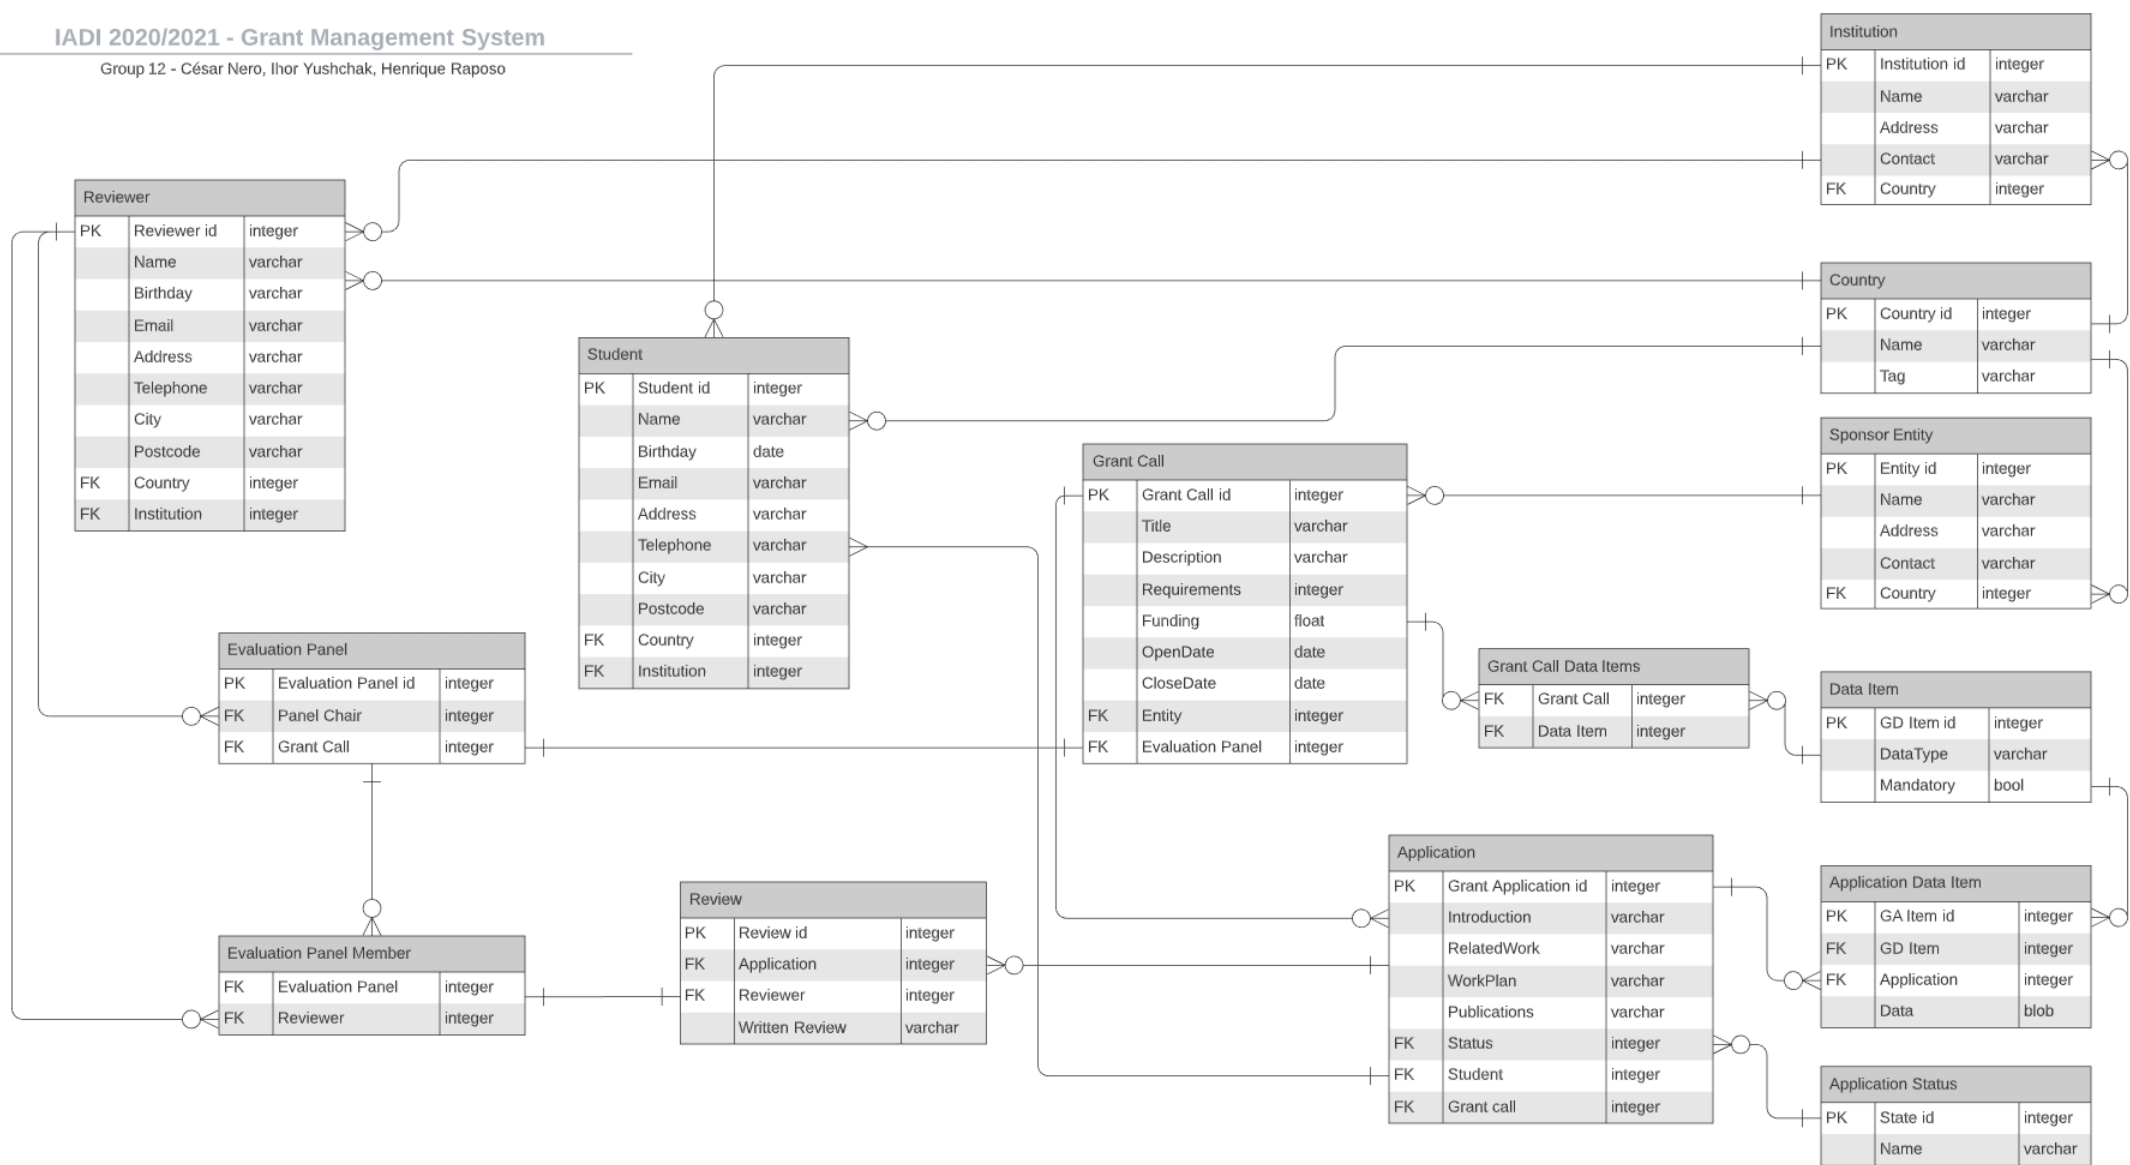 IADI 2020/2021 - Grant Management System
Group 12 - César Nero, Ihor Yushchak, Henrique Raposo
Institution
PK Institution id integer
Name varchar
Address varchar
Contact varchar
FK Country integer
Reviewer
PK Reviewer id integer
Name varchar
Birthday varchar
Email varchar
Address varchar
Telephone varchar
City varchar
Postcode varchar
FK Country integer
FK Institution integer
Country
PK Country id integer
Name varchar
Tag varchar
Student
PK Student id integer
Name varchar
Birthday date
Email varchar
Address varchar
Telephone varchar
City varchar
Postcode varchar
FK Country integer
FK Institution integer
Grant Call
PK Grant Call id integer
Title varchar
Description varchar
Requirements integer
Funding float
OpenDate date
CloseDate date
FK Entity integer
FK Evaluation Panel integer
Sponsor Entity
PK Entity id integer
Name varchar
Address varchar
Contact varchar
FK Country integer
Evaluation Panel
PK Evaluation Panel id integer
FK Panel Chair integer
FK Grant Call integer
Grant Call Data Items
FK Grant Call integer
FK Data Item integer
Data Item
PK GD Item id integer
DataType varchar
Mandatory bool
Application
PK Grant Application id integer
Introduction varchar
RelatedWork varchar
WorkPlan varchar
Publications varchar
FK Status integer
FK Student integer
FK Grant call integer
Application Data Item
PK GA Item id integer
FK GD Item integer
FK Application integer
Data blob
Review
PK Review id integer
FK Application integer
FK Reviewer integer
Written Review varchar
Evaluation Panel Member
FK Evaluation Panel integer
FK Reviewer integer
Application Status
PK State id integer
Name varchar